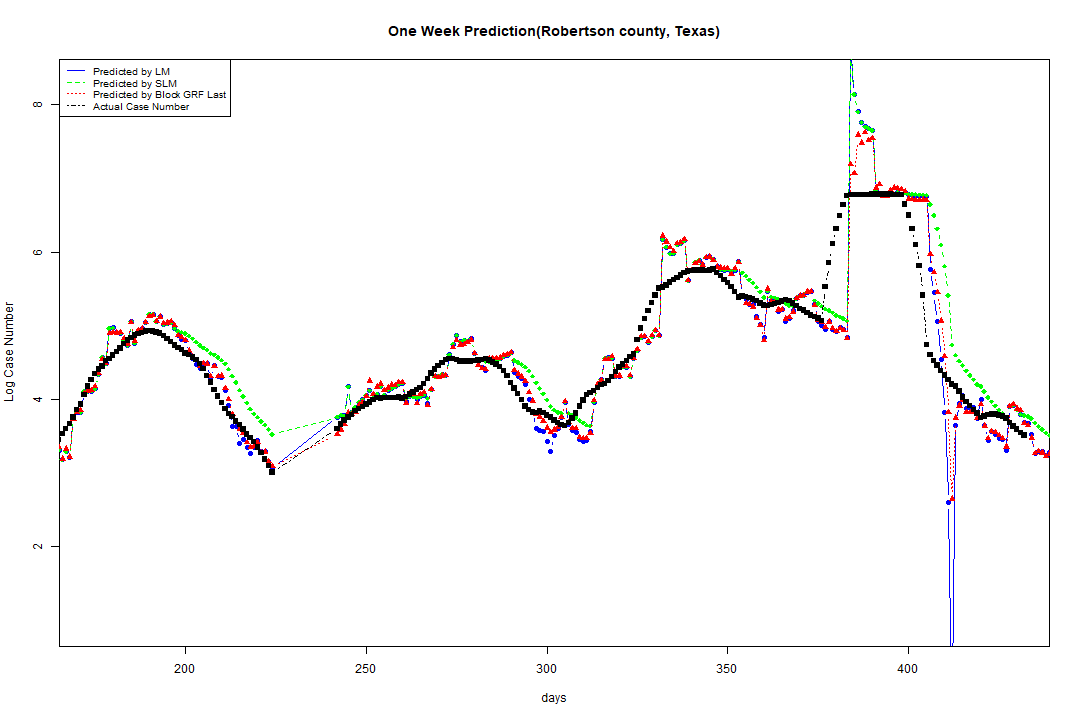 One Week Prediction(Robertson county, Texas)
Predicted by LM
Predicted by SLM
Predicted by Block GRF Last
Actual Case Number
8
6
4
2
Log Case Number
200 250 300 350 400
days